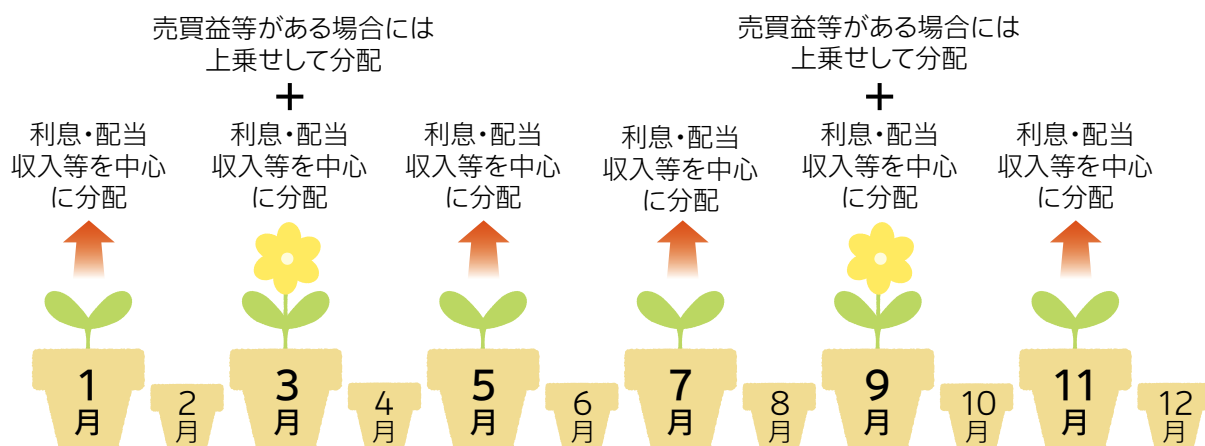 売買益等がある場合には
上乗せして分配
+
利息・配当
収入等を中心
に分配
売買益等がある場合には
上乗せして分配
+
利息・配当
収入等を中心
に分配
利息・配当
収入等を中心
に分配
利息・配当
収入等を中心
に分配
利息・配当
収入等を中心
に分配
利息・配当
収入等を中心
に分配
1
月
2
月
3
月
4
月
5
月
6
月
7
月
8
月
9
月
10
月
11
月
12
月